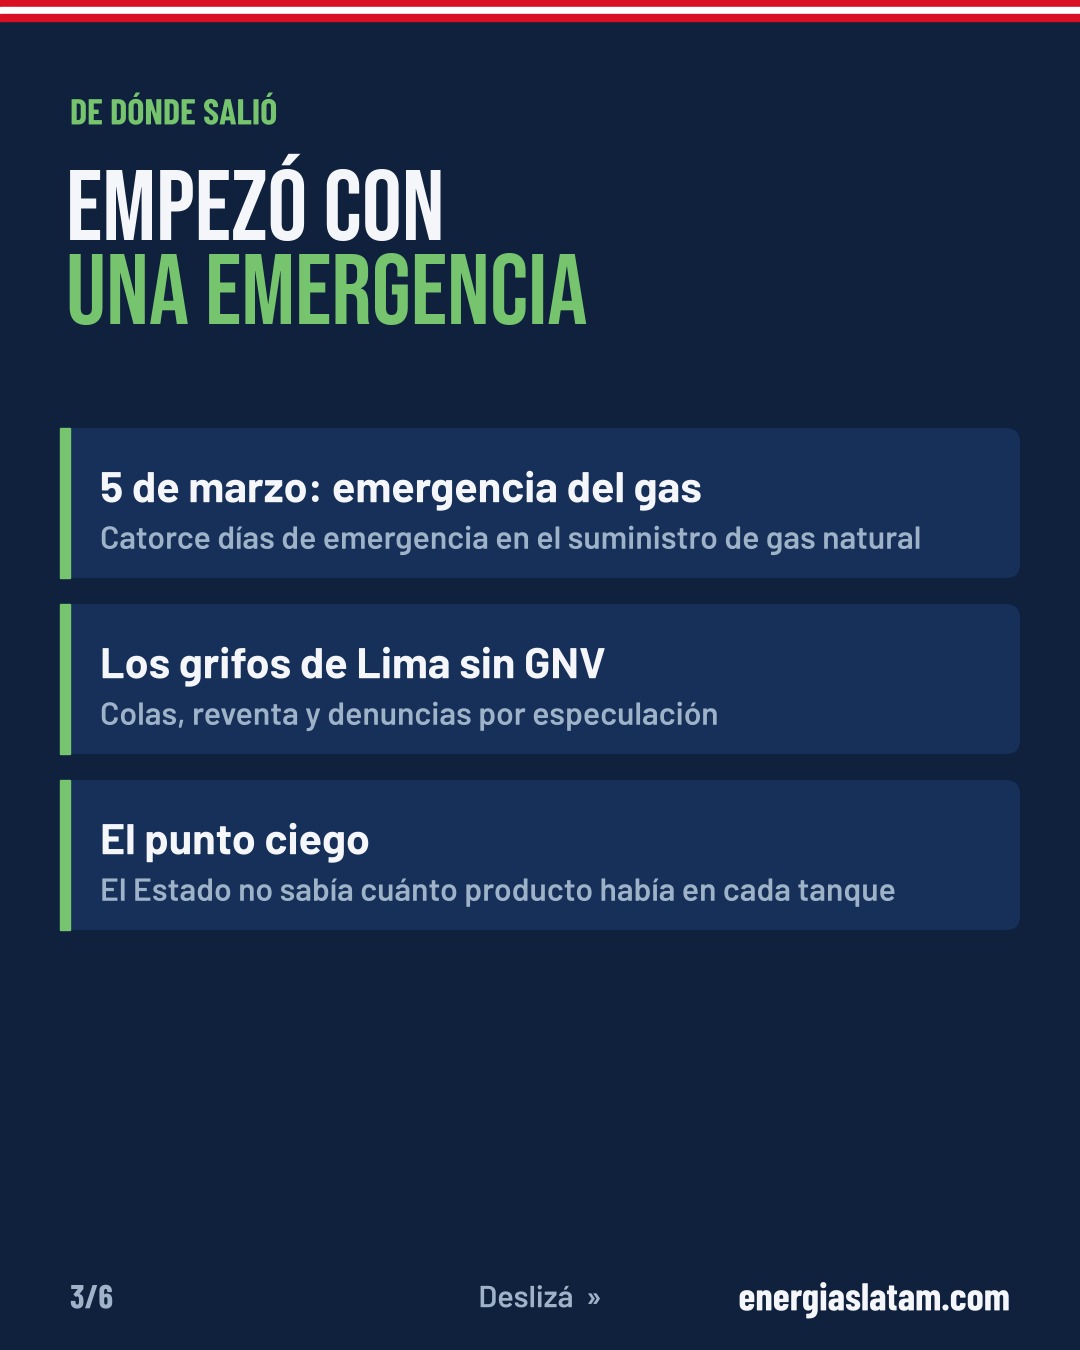 DE DÓNDE SALIÓ
EMPEZÓ CON
UNA EMERGENCIA
5 de marzo: emergencia del gas
Catorce días de emergencia en el suministro de gas natural
Los grifos de Lima sin GNV
Colas, reventa y denuncias por especulación
El punto ciego
El Estado no sabía cuánto producto había en cada tanque
3/6
Deslizá »
energiaslatam.com